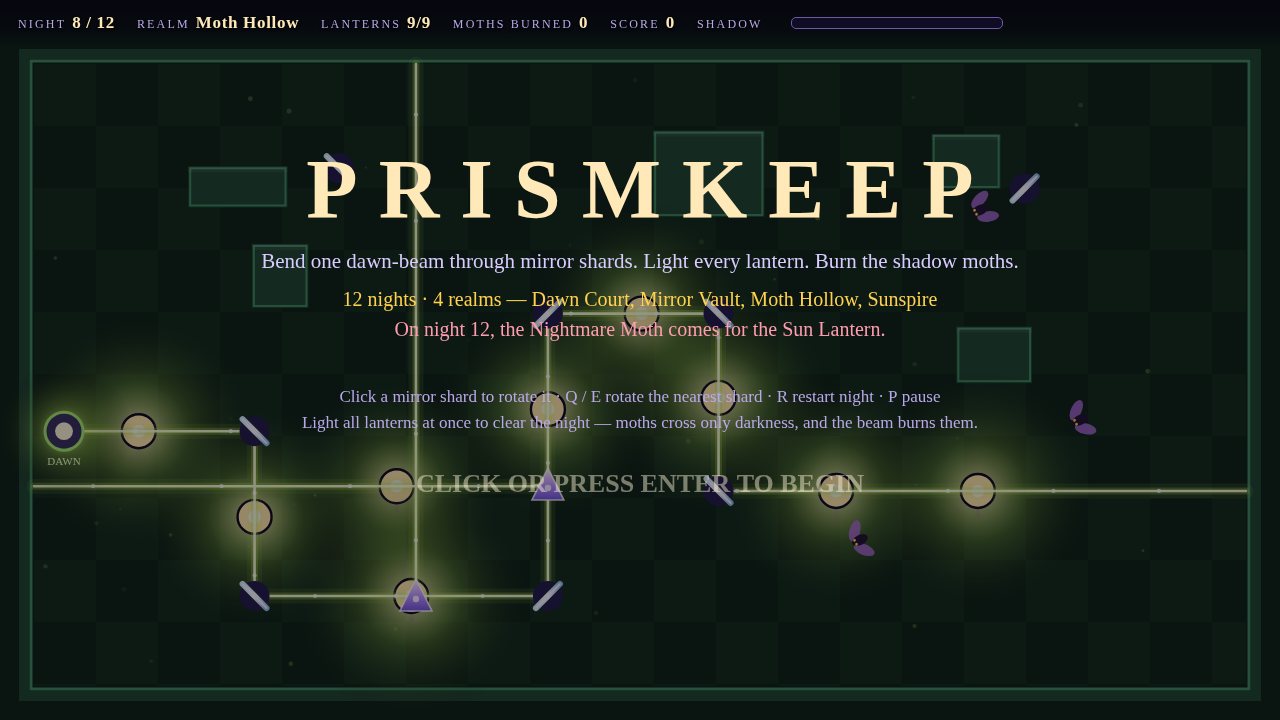 NIGHT 8 / 12 REALM Moth Hollow LANTERNS 9/9 MOTHS BURNED 0 SCORE 0 SHADOW
PRISMKEEP
Bend one dawn-beam through mirror shards. Light every lantern. Burn the shadow moths.
12 nights · 4 realms — Dawn Court, Mirror Vault, Moth Hollow, Sunspire
On night 12, the Nightmare Moth comes for the Sun Lantern.
Click a mirror shard to rotate it · Q / E rotate the nearest shard · R restart night · P pause
Light all lanterns at once to clear the night — moths cross only darkness, and the beam burns them.
DAWN
CLICK OR PRESS ENTER TO BEGIN